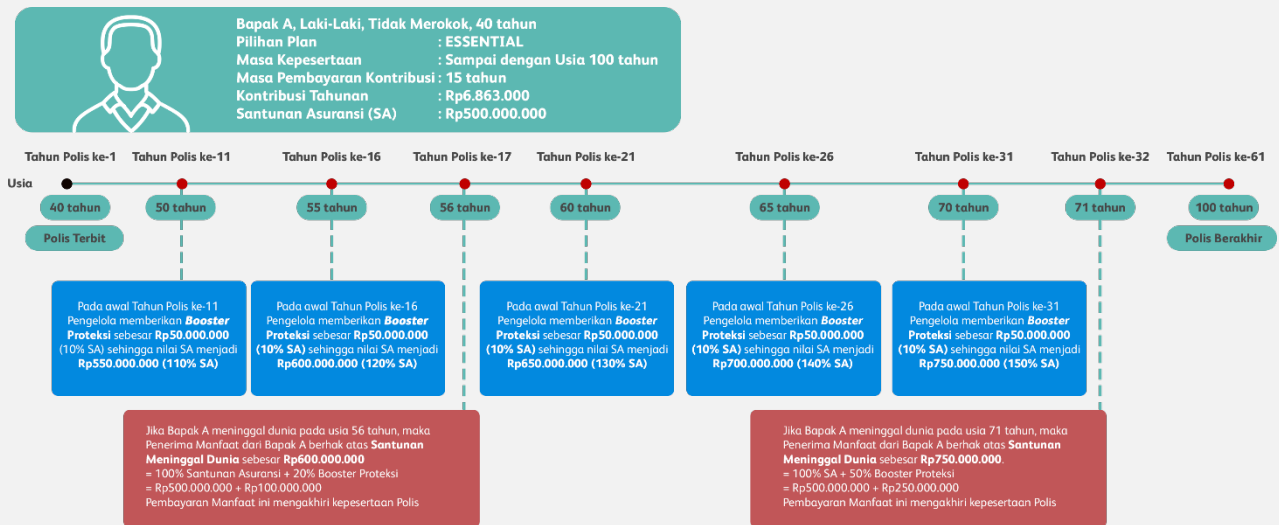 Bapak A, Laki-Laki, Tidak Merokok, 40 tahun
Pilihan Plan : ESSENTIAL
Masa Kepesertaan : Sampai dengan Usia 100 tahun
Masa Pembayaran Kontribusi : 15 tahun
Kontribusi Tahunan : Rp6.863.000
Santunan Asuransi (SA) : Rp500.000.000
Tahun Polis ke-1 Tahun Polis ke-11 Tahun Polis ke-16 Tahun Polis ke-17 Tahun Polis ke-21 Tahun Polis ke-26 Tahun Polis ke-31 Tahun Polis ke-32 Tahun Polis ke-61
Usia
40 tahun 50 tahun 55 tahun 56 tahun 60 tahun 65 tahun 70 tahun 71 tahun 100 tahun
Polis Terbit Polis Berakhir
Pada awal Tahun Polis ke-11
Pengelola memberikan Booster
Proteksi sebesar Rp50.000.000
(10% SA) sehingga nilai SA menjadi
Rp550.000.000 (110% SA)
Pada awal Tahun Polis ke-16
Pengelola memberikan Booster
Proteksi sebesar Rp50.000.000
(10% SA) sehingga nilai SA menjadi
Rp600.000.000 (120% SA)
Pada awal Tahun Polis ke-21
Pengelola memberikan Booster
Proteksi sebesar Rp50.000.000
(10% SA) sehingga nilai SA menjadi
Rp650.000.000 (130% SA)
Pada awal Tahun Polis ke-26
Pengelola memberikan Booster
Proteksi sebesar Rp50.000.000
(10% SA) sehingga nilai SA menjadi
Rp700.000.000 (140% SA)
Pada awal Tahun Polis ke-31
Pengelola memberikan Booster
Proteksi sebesar Rp50.000.000
(10% SA) sehingga nilai SA menjadi
Rp750.000.000 (150% SA)
Jika Bapak A meninggal dunia pada usia 56 tahun, maka
Penerima Manfaat dari Bapak A berhak atas Santunan
Meninggal Dunia sebesar Rp600.000.000
= 100% Santunan Asuransi + 20% Booster Proteksi
= Rp500.000.000 + Rp100.000.000
Pembayaran Manfaat ini mengakhiri kepesertaan Polis
Jika Bapak A meninggal dunia pada usia 71 tahun, maka
Penerima Manfaat dari Bapak A berhak atas Santunan
Meninggal Dunia sebesar Rp750.000.000.
= 100% SA + 50% Booster Proteksi
= Rp500.000.000 + Rp250.000.000
Pembayaran Manfaat ini mengakhiri kepesertaan Polis